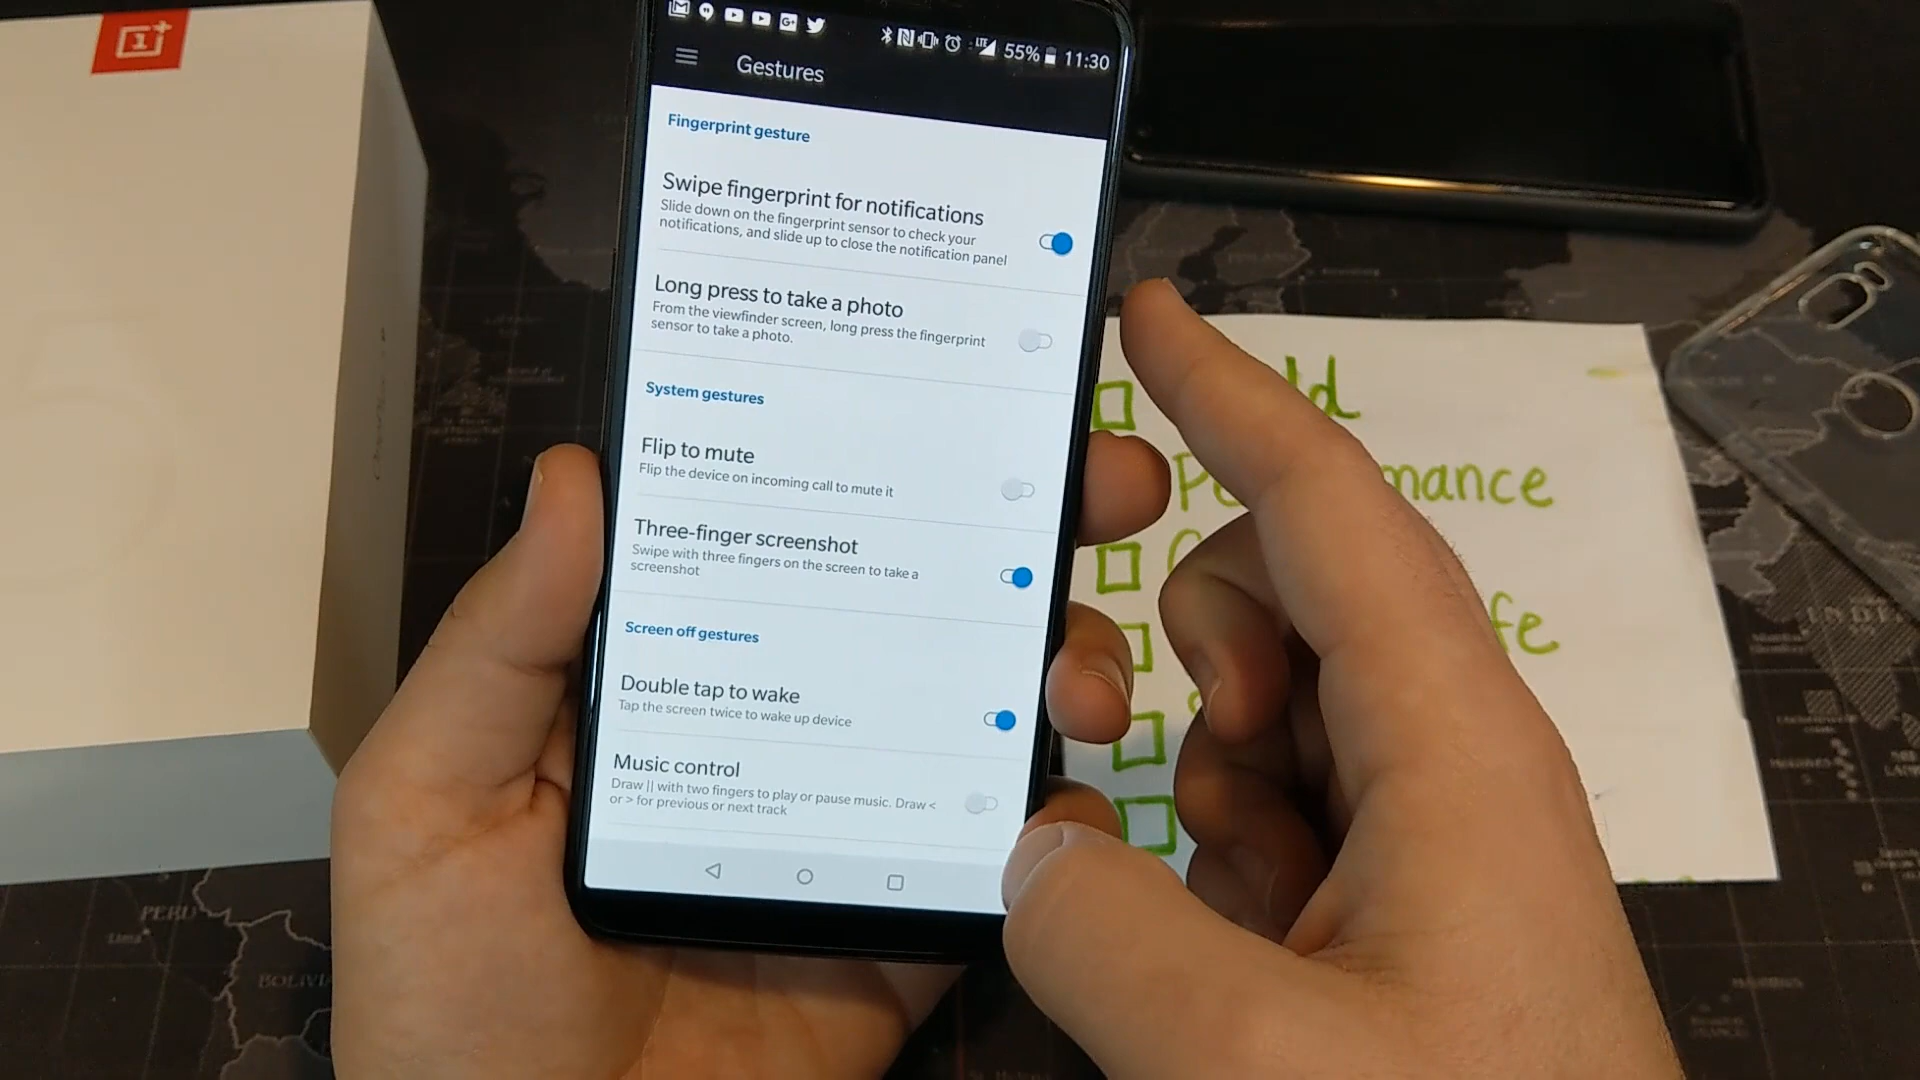 55% 11:30
Gestures
Fingerprint gesture
Swipe fingerprint for notifications
Slide down on the fingerprint sensor to check your
notifications, and slide up to close the notification panel
Long press to take a photo
From the viewfinder screen, long press the fingerprint
sensor to take a photo.
System gestures
Flip to mute
Flip the device on incoming call to mute it
Three-finger screenshot
Swipe with three fingers on the screen to take a
screenshot
Screen off gestures
Double tap to wake
Tap the screen twice to wake up device
Music control
Draw || with two fingers to play or pause music. Draw <
or > for previous or next track
PERU
Lima